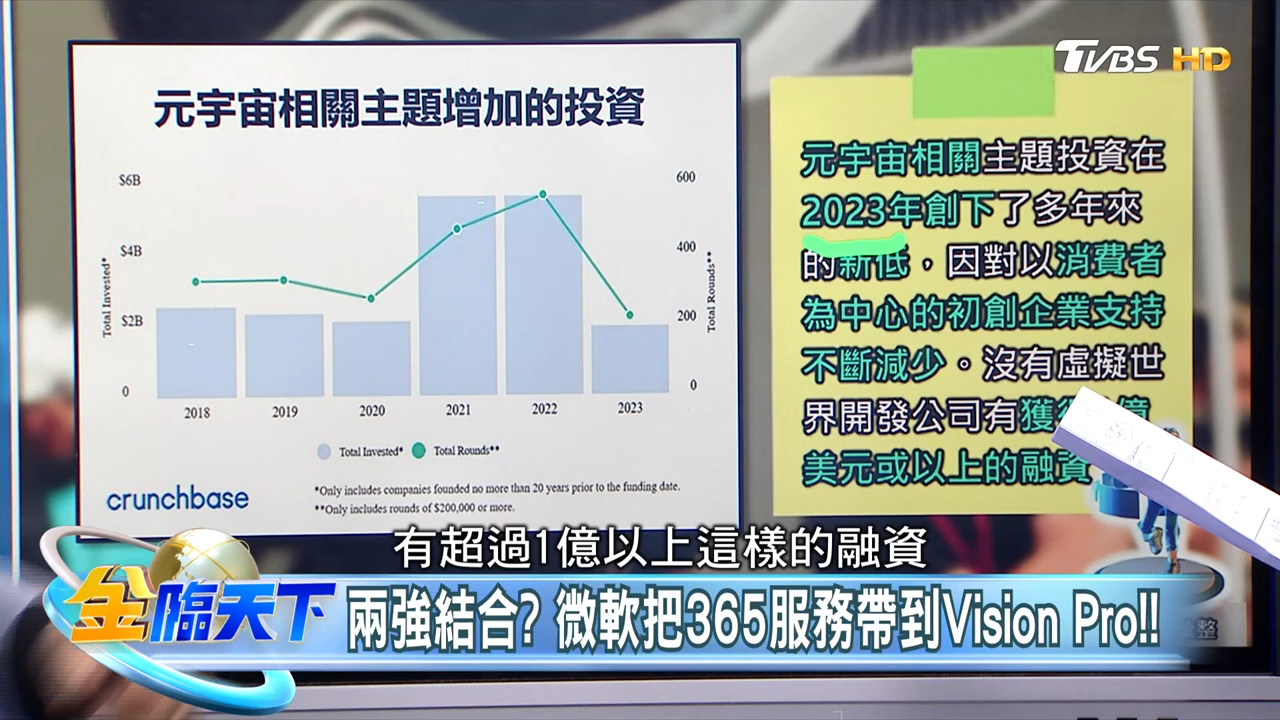 TVBS HD
元宇宙相關主題增加的投資
$6B
$4B
$2B
0
Total Invested*
600
400
200
0
Total Rounds**
2018 2019 2020 2021 2022 2023
Total Invested* Total Rounds**
crunchbase
*Only includes companies founded no more than 20 years prior to the funding date.
**Only includes rounds of $200,000 or more.
元宇宙相關主題投資在
2023年創下了多年來
的新低，因對以消費者
為中心的初創企業支持
不斷減少。沒有虛擬世
界開發公司有獲
美元或以上的融資
有超過1億以上這樣的融資
金臨天下
兩強結合? 微軟把365服務帶到Vision Pro!!
整